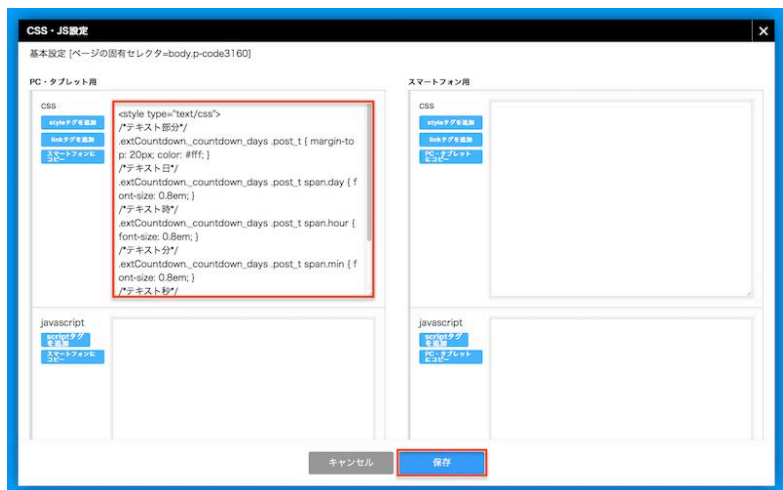 CSS・JS設定
×
基本設定 [ページの固有セレクタ=body.p-code3160]
PC・タブレット用
css
styleタグを追加
linkタグを追加
スマートフォンに
コピー
<style type="text/css">
/*テキスト部分*/
.extCountdown._countdown_days .post_t { margin-to
p: 20px; color: #fff; }
/*テキスト日*/
.extCountdown._countdown_days .post_t span.day { f
ont-size: 0.8em; }
/*テキスト時*/
.extCountdown._countdown_days .post_t span.hour {
font-size: 0.8em; }
/*テキスト分*/
.extCountdown._countdown_days .post_t span.min { f
ont-size: 0.8em; }
/*テキスト秒*/
javascript
scriptタグ
を追加
スマートフォンに
コピー
スマートフォン用
css
styleタグを追加
linkタグを追加
PC・タブレット
にコピー
javascript
scriptタグ
を追加
PC・タブレット
にコピー
キャンセル
保存